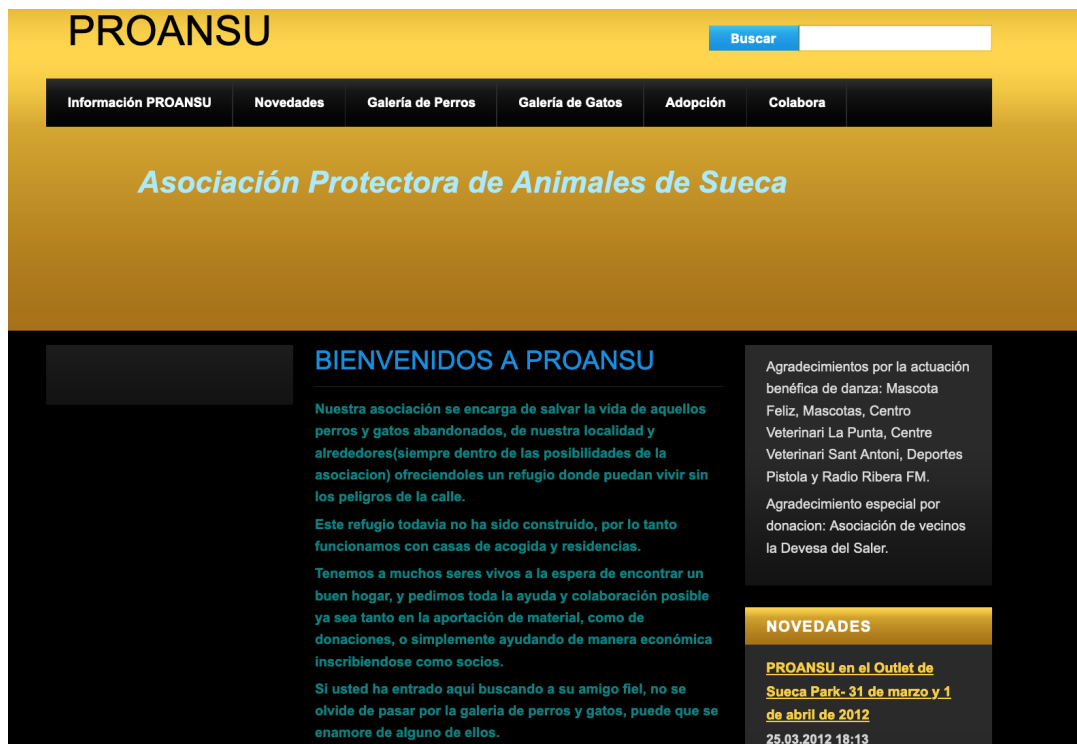 PROANSU
Buscar
Información PROANSU
Novedades
Galería de Perros
Galería de Gatos
Adopción
Colabora
Asociación Protectora de Animales de Sueca
BIENVENIDOS A PROANSU
Nuestra asociación se encarga de salvar la vida de aquellos
perros y gatos abandonados, de nuestra localidad y
alrededores(siempre dentro de las posibilidades de la
asociacion) ofreciendoles un refugio donde puedan vivir sin
los peligros de la calle.
Este refugio todavia no ha sido construido, por lo tanto
funcionamos con casas de acogida y residencias.
Tenemos a muchos seres vivos a la espera de encontrar un
buen hogar, y pedimos toda la ayuda y colaboración posible
ya sea tanto en la aportación de material, como de
donaciones, o simplemente ayudando de manera económica
inscribiendose como socios.
Si usted ha entrado aqui buscando a su amigo fiel, no se
olvide de pasar por la galeria de perros y gatos, puede que se
enamore de alguno de ellos.
Agradecimientos por la actuación
benéfica de danza: Mascota
Feliz, Mascotas, Centro
Veterinari La Punta, Centre
Veterinari Sant Antoni, Deportes
Pistola y Radio Ribera FM.
Agradecimiento especial por
donacion: Asociación de vecinos
la Devesa del Saler.
NOVEDADES
PROANSU en el Outlet de
Sueca Park- 31 de marzo y 1
de abril de 2012
25.03.2012 18:13